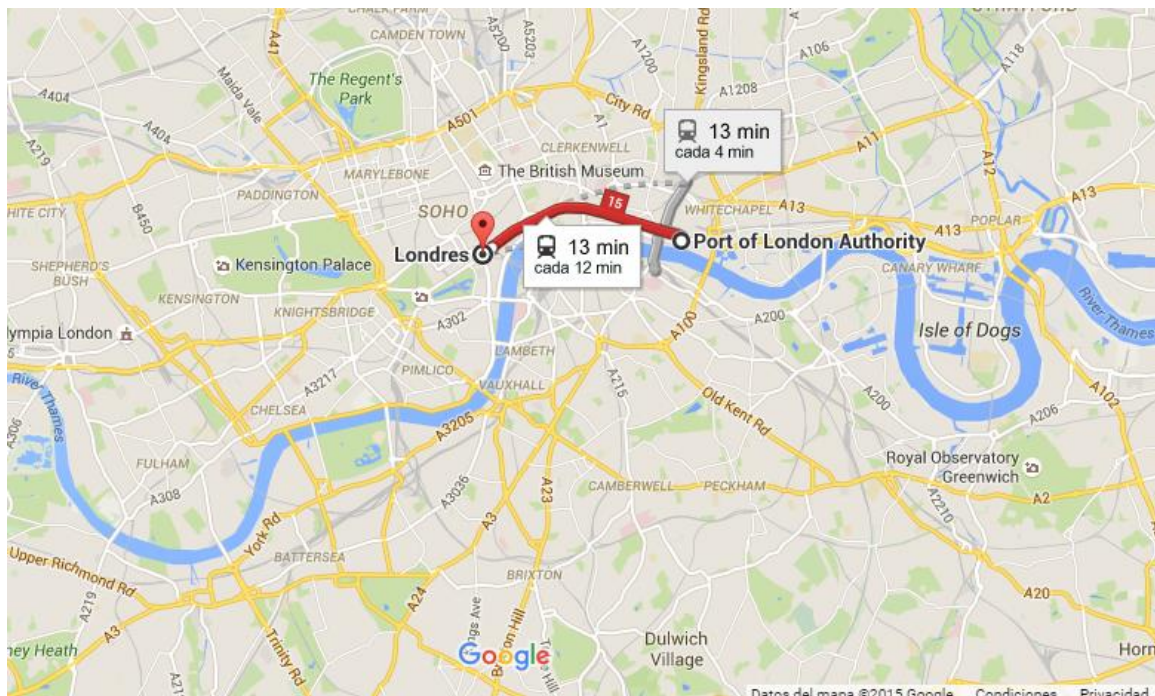 CHALK FARM
STRATFORD
A41
CAMDEN TOWN
A5200
A5203
A1200
Kingsland Rd
A106
A118
The Regent's
Park
Maida Vale
A404
A404
A219
A501
City Rd
A1208
A1
A11
A12
CLERKENWELL
13 min
cada 4 min
MARYLEBONE
The British Museum
PADDINGTON
WHITE CITY
B450
SOHO
15
WHITECHAPEL
A13
A13
A13
POPLAR
Londres
13 min
cada 12 min
Port of London Authority
SHEPHERD'S
BUSH
Kensington Palace
CANARY WHARF
KENSINGTON
KNIGHTSBRIDGE
A302
A100
A200
River Thames
Olympia London
Isle of Dogs
LAMBETH
PIMLICO
A3217
VAUXHALL
A215
River Thames
CHELSEA
A3205
Old Kent Rd
A200
A206
A102
A306
FULHAM
A308
A3036
A23
CAMBERWELL
PECKHAM
Royal Observatory
Greenwich
A2
A2210
York Rd
A3
BATTERSEA
Upper Richmond Rd
A219
A3
Trinity Rd
A24
BRIXTON
A20
Dulwich
Village
ney Heath
Google
Horn
Datos del mapa ©2015 Google Condiciones Privacidad